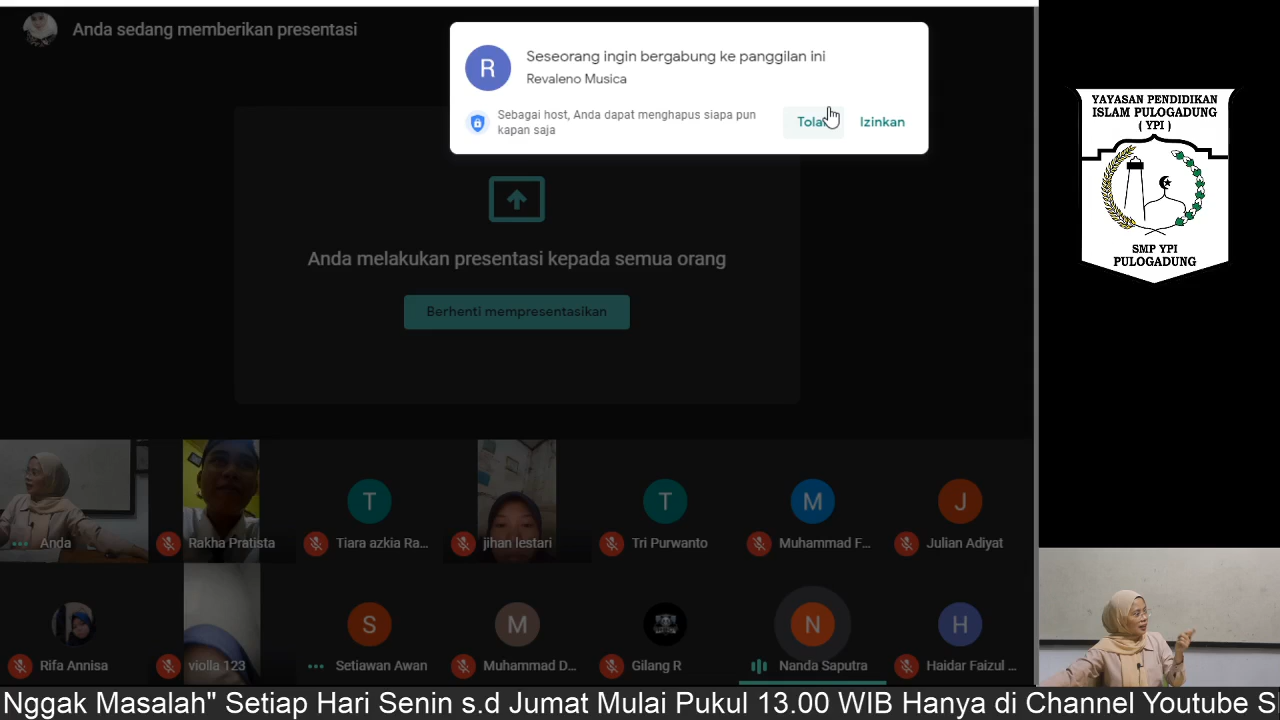 Anda sedang memberikan presentasi
R
Seseorang ingin bergabung ke panggilan ini
Revaleno Musica
Sebagai host, Anda dapat menghapus siapa pun
kapan saja
Izinkan
Anda melakukan presentasi kepada semua orang
Berhenti mempresentasikan
YAYASAN PENDIDIKAN
ISLAM PULOGADUNG
( YPI )
SMP YPI
PULOGADUNG
T
T
M
J
Anda
Rakha Pratista
Tiara azkia Ra...
jihan lestari
Tri Purwanto
Muhammad F...
Julian Adiyat
S
M
N
H
Rifa Annisa
violla 123
Setiawan Awan
Muhammad D...
Gilang R
Nanda Saputra
Haidar Faizul ...
Nggak Masalah" Setiap Hari Senin s.d Jumat Mulai Pukul 13.00 WIB Hanya di Channel Youtube